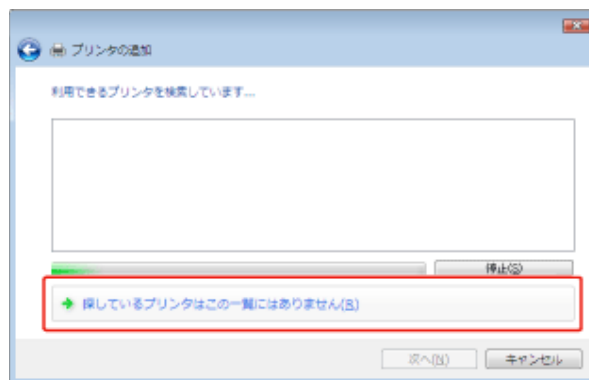 プリンタの追加
利用できるプリンタを検索しています...
停止(S)
探しているプリンタはこの一覧にはありません(R)
次へ(N)
キャンセル